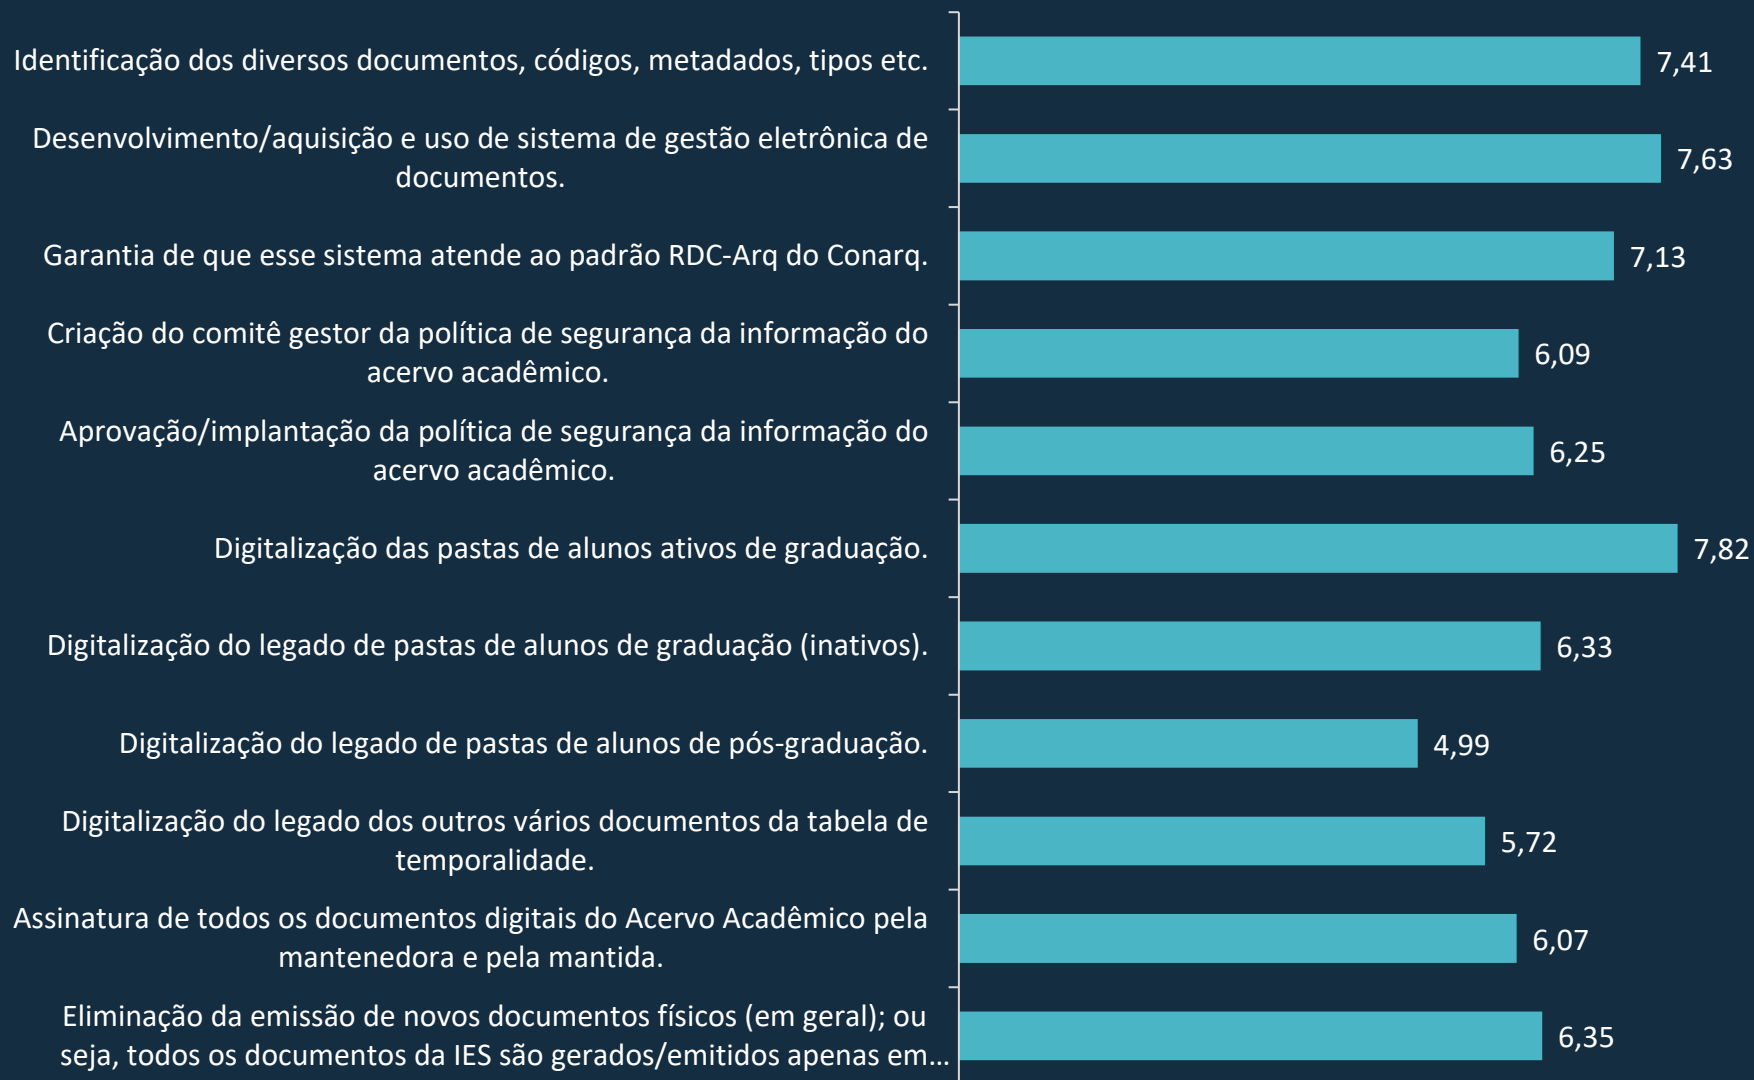 Identificação dos diversos documentos, códigos, metadados, tipos etc.
7,41
Desenvolvimento/aquisição e uso de sistema de gestão eletrônica de
documentos.
7,63
Garantia de que esse sistema atende ao padrão RDC-Arq do Conarq.
7,13
Criação do comitê gestor da política de segurança da informação do
acervo acadêmico.
6,09
Aprovação/implantação da política de segurança da informação do
acervo acadêmico.
6,25
Digitalização das pastas de alunos ativos de graduação.
7,82
Digitalização do legado de pastas de alunos de graduação (inativos).
6,33
Digitalização do legado de pastas de alunos de pós-graduação.
4,99
Digitalização do legado dos outros vários documentos da tabela de
temporalidade.
5,72
Assinatura de todos os documentos digitais do Acervo Acadêmico pela
mantenedora e pela mantida.
6,07
Eliminação da emissão de novos documentos físicos (em geral); ou
seja, todos os documentos da IES são gerados/emitidos apenas em...
6,35